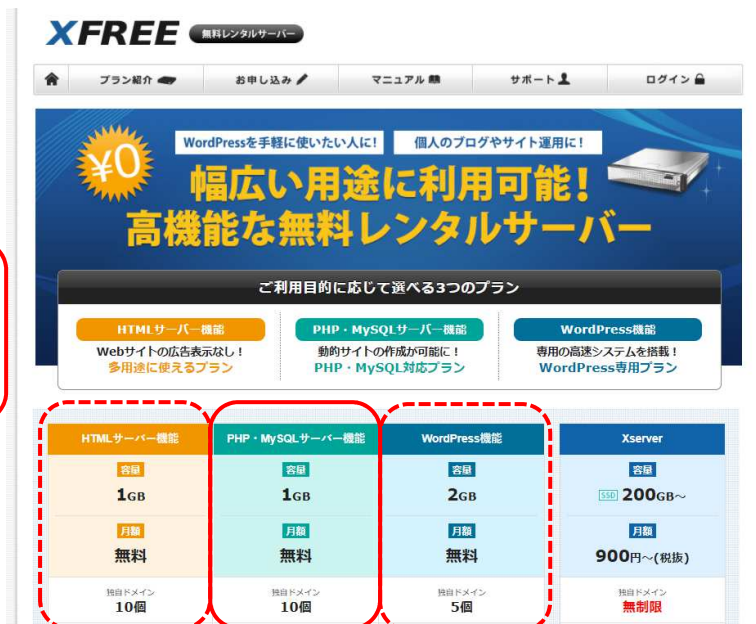 XFREE 無料レンタルサーバー
プラン紹介 お申し込み マニュアル サポート ログイン
¥0
WordPressを手軽に使いたい人に! 個人のブログやサイト運用に!
幅広い用途に利用可能!
高機能な無料レンタルサーバー
ご利用目的に応じて選べる3つのプラン
HTMLサーバー機能
Webサイトの広告表示なし!
多用途に使えるプラン
PHP・MySQLサーバー機能
動的サイトの作成が可能に!
PHP・MySQL対応プラン
WordPress機能
専用の高速システムを搭載!
WordPress専用プラン
HTMLサーバー機能 PHP・MySQLサーバー機能 WordPress機能 Xserver
容量 容量 容量 容量
1GB 1GB 2GB SSD 200GB～
月額 月額 月額 月額
無料 無料 無料 900円～(税抜)
独自ドメイン 独自ドメイン 独自ドメイン 独自ドメイン
10個 10個 5個 無制限